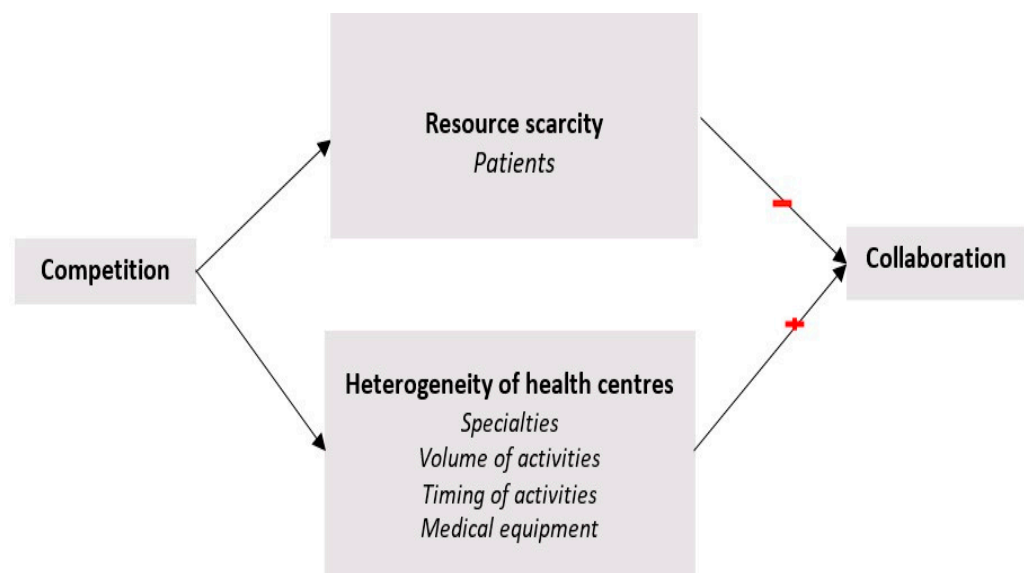 Resource scarcity
Patients
Competition
Collaboration
Heterogeneity of health centres
Specialties
Volume of activities
Timing of activities
Medical equipment